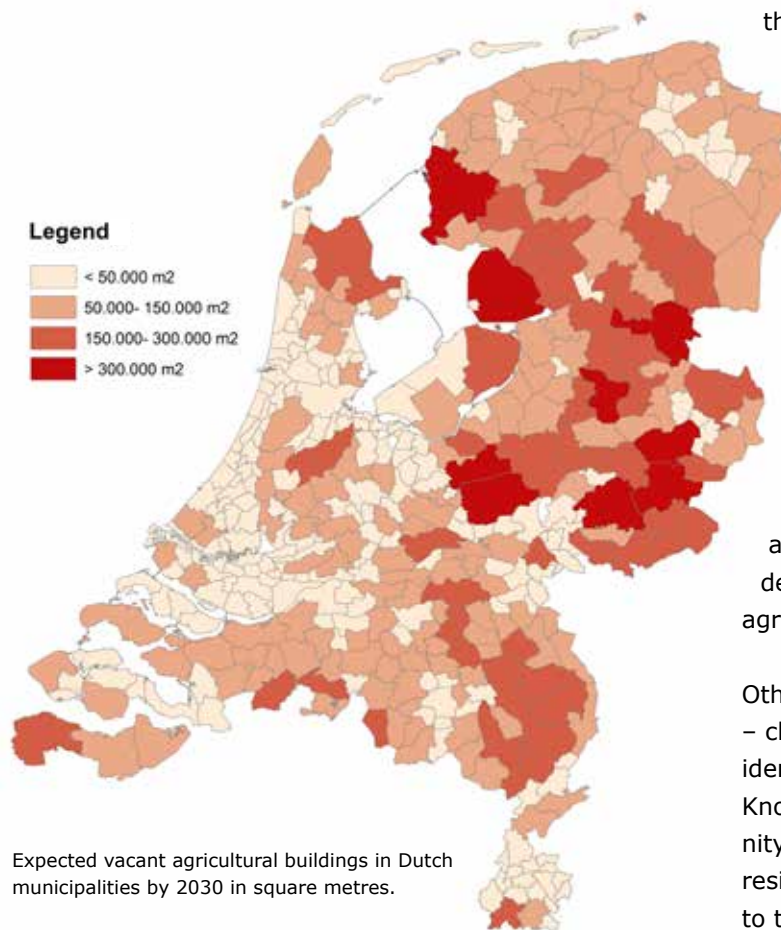 th
Legend
< 50.000 m2
50.000- 150.000 m2
150.000- 300.000 m2
> 300.000 m2
a
de
agr
Oth
– cl
ider
Kno
nity
resi
to t
Expected vacant agricultural buildings in Dutch
municipalities by 2030 in square metres.